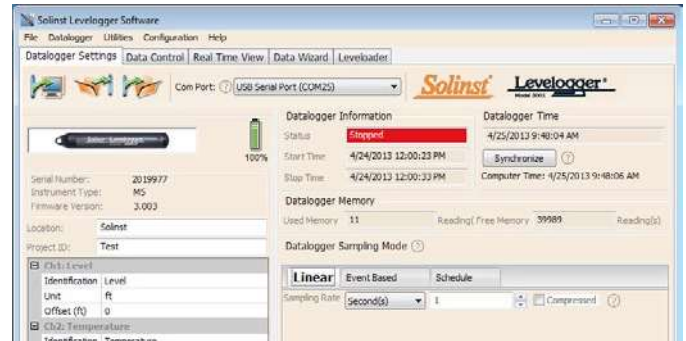 Solinst Levelogger Software
File Datalogger Utilities Configuration Help
Datalogger Settings Data Control Real Time View Data Wizard Leveloader
Com Port: ? USB Serial Port (COM25) Solinst Levelogger
Datalogger Information Datalogger Time
Status Stopped 4/25/2013 9:48:04 AM
100% Start Time 4/24/2013 12:00:23 PM Synchronize ?
Serial Number: 2019977 Stop Time 4/24/2013 12:00:33 PM Computer Time: 4/25/2013 9:48:06 AM
Instrument Type: M5
Firmware Version: 3.003 Datalogger Memory
Location: Solinst Used Memory 11 Reading( Free Memory 39989 Reading(s)
Project ID: Test Datalogger Sampling Mode ?
Ch1: Level
Identification Level Linear Event Based Schedule
Unit ft Sampling Rate Second(s) 1 Compressed ?
Offset (ft) 0
Ch2: Temperature
Identification Temperature